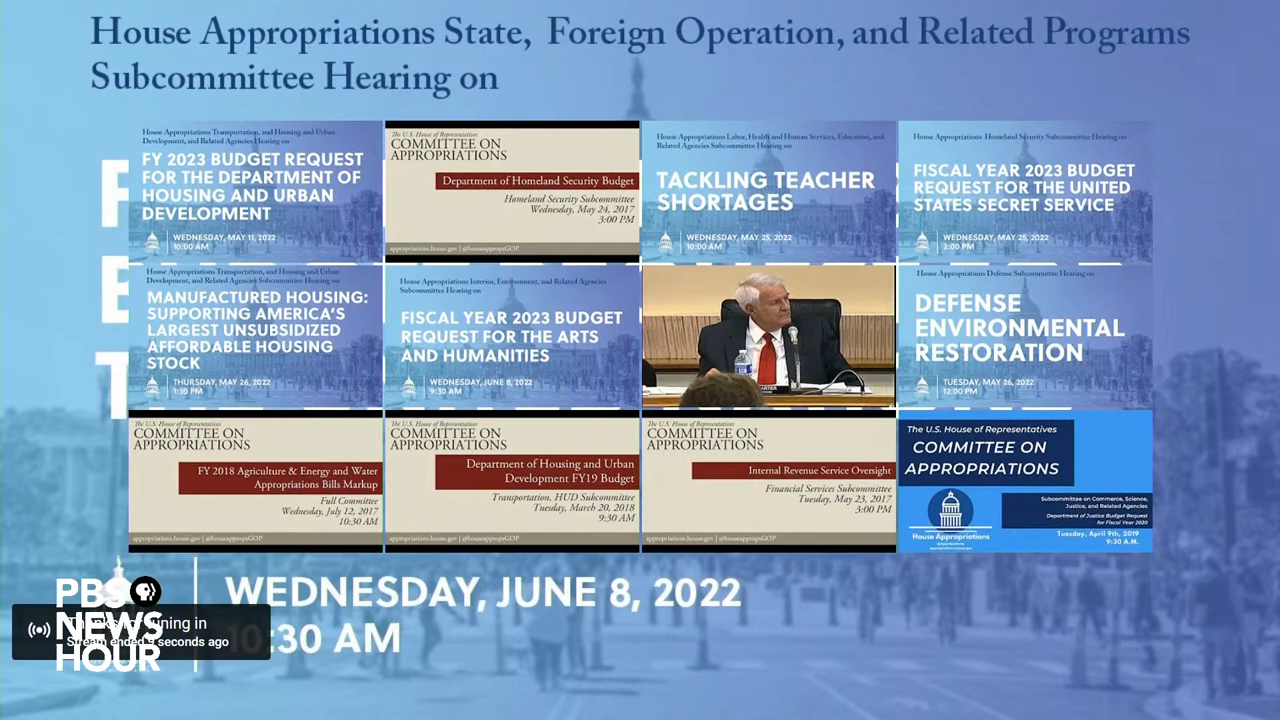 House Appropriations State, Foreign Operation, and Related Programs
Subcommittee Hearing on
House Appropriations Transportation, and Housing and Urban
Development, and Related Agencies Hearing on
FY 2023 BUDGET REQUEST
FOR THE DEPARTMENT OF
HOUSING AND URBAN
DEVELOPMENT
WEDNESDAY, MAY 11, 2022
10:00 AM
The U.S. House of Representatives
COMMITTEE ON
APPROPRIATIONS
Department of Homeland Security Budget
Homeland Security Subcommittee
Wednesday, May 24, 2017
3:00 PM
appropriations.house.gov | @houseappropsGOP
House Appropriations Labor, Health and Human Services, Education, and
Related Agencies Subcommittee Hearing on
TACKLING TEACHER
SHORTAGES
WEDNESDAY, MAY 25, 2022
10:00 AM
House Appropriations Homeland Security Subcommittee Hearing on
FISCAL YEAR 2023 BUDGET
REQUEST FOR THE UNITED
STATES SECRET SERVICE
WEDNESDAY, MAY 25, 2022
2:00 PM
House Appropriations Transportation, and Housing and Urban
Development, and Related Agencies Subcommittee Hearing on
MANUFACTURED HOUSING:
SUPPORTING AMERICA'S
LARGEST UNSUBSIDIZED
AFFORDABLE HOUSING
STOCK
THURSDAY, MAY 26, 2022
1:30 PM
House Appropriations Interior, Environment, and Related Agencies
Subcommittee Hearing on
FISCAL YEAR 2023 BUDGET
REQUEST FOR THE ARTS
AND HUMANITIES
WEDNESDAY, JUNE 8, 2022
9:30 AM
House Appropriations Defense Subcommittee Hearing on
DEFENSE
ENVIRONMENTAL
RESTORATION
TUESDAY, MAY 26, 2022
12:00 PM
The U.S. House of Representatives
COMMITTEE ON
APPROPRIATIONS
FY 2018 Agriculture & Energy and Water
Appropriations Bills Markup
Full Committee
Wednesday, July 12, 2017
10:30 AM
appropriations.house.gov | @houseappropsGOP
The U.S. House of Representatives
COMMITTEE ON
APPROPRIATIONS
Department of Housing and Urban
Development FY19 Budget
Transportation, HUD Subcommittee
Tuesday, March 20, 2018
9:30 AM
appropriations.house.gov | @houseappropsGOP
The U.S. House of Representatives
COMMITTEE ON
APPROPRIATIONS
Internal Revenue Service Oversight
Financial Services Subcommittee
Tuesday, May 23, 2017
3:00 PM
appropriations.house.gov | @houseappropsGOP
The U.S. House of Representatives
COMMITTEE ON
APPROPRIATIONS
Subcommittee on Commerce, Science,
Justice, and Related Agencies
Department of Justice Budget Request
for Fiscal Year 2020
House Appropriations
Tuesday, April 9th, 2019
9:30 A.M.
WEDNESDAY, JUNE 8, 2022
:30 AM
PBS
NEWS
HOUR
Thanks for tuning in
Stream ended 9 seconds ago